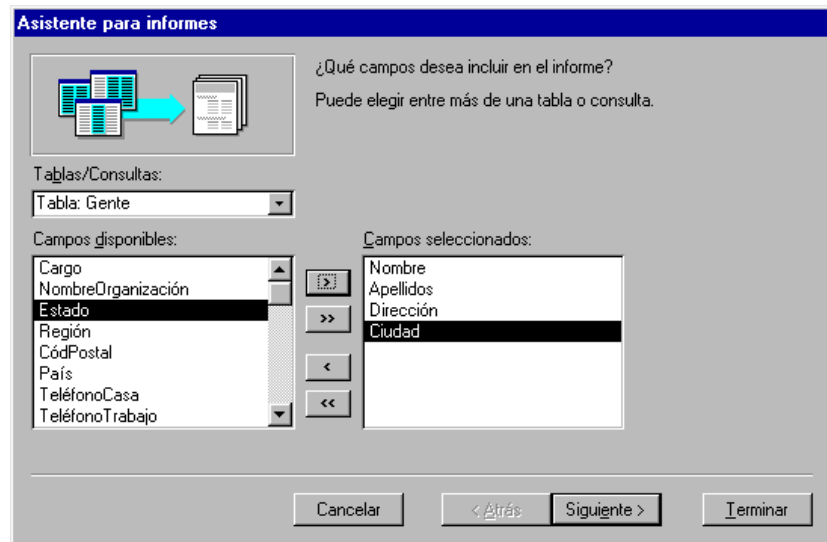 Asistente para informes
¿Qué campos desea incluir en el informe?
Puede elegir entre más de una tabla o consulta.
Tablas/Consultas:
Tabla: Gente
Campos disponibles:
Cargo
NombreOrganización
Estado
Región
CódPostal
País
TeléfonoCasa
TeléfonoTrabajo
>
>>
<
<<
Campos seleccionados:
Nombre
Apellidos
Dirección
Ciudad
Cancelar
< Atrás
Siguiente >
Terminar